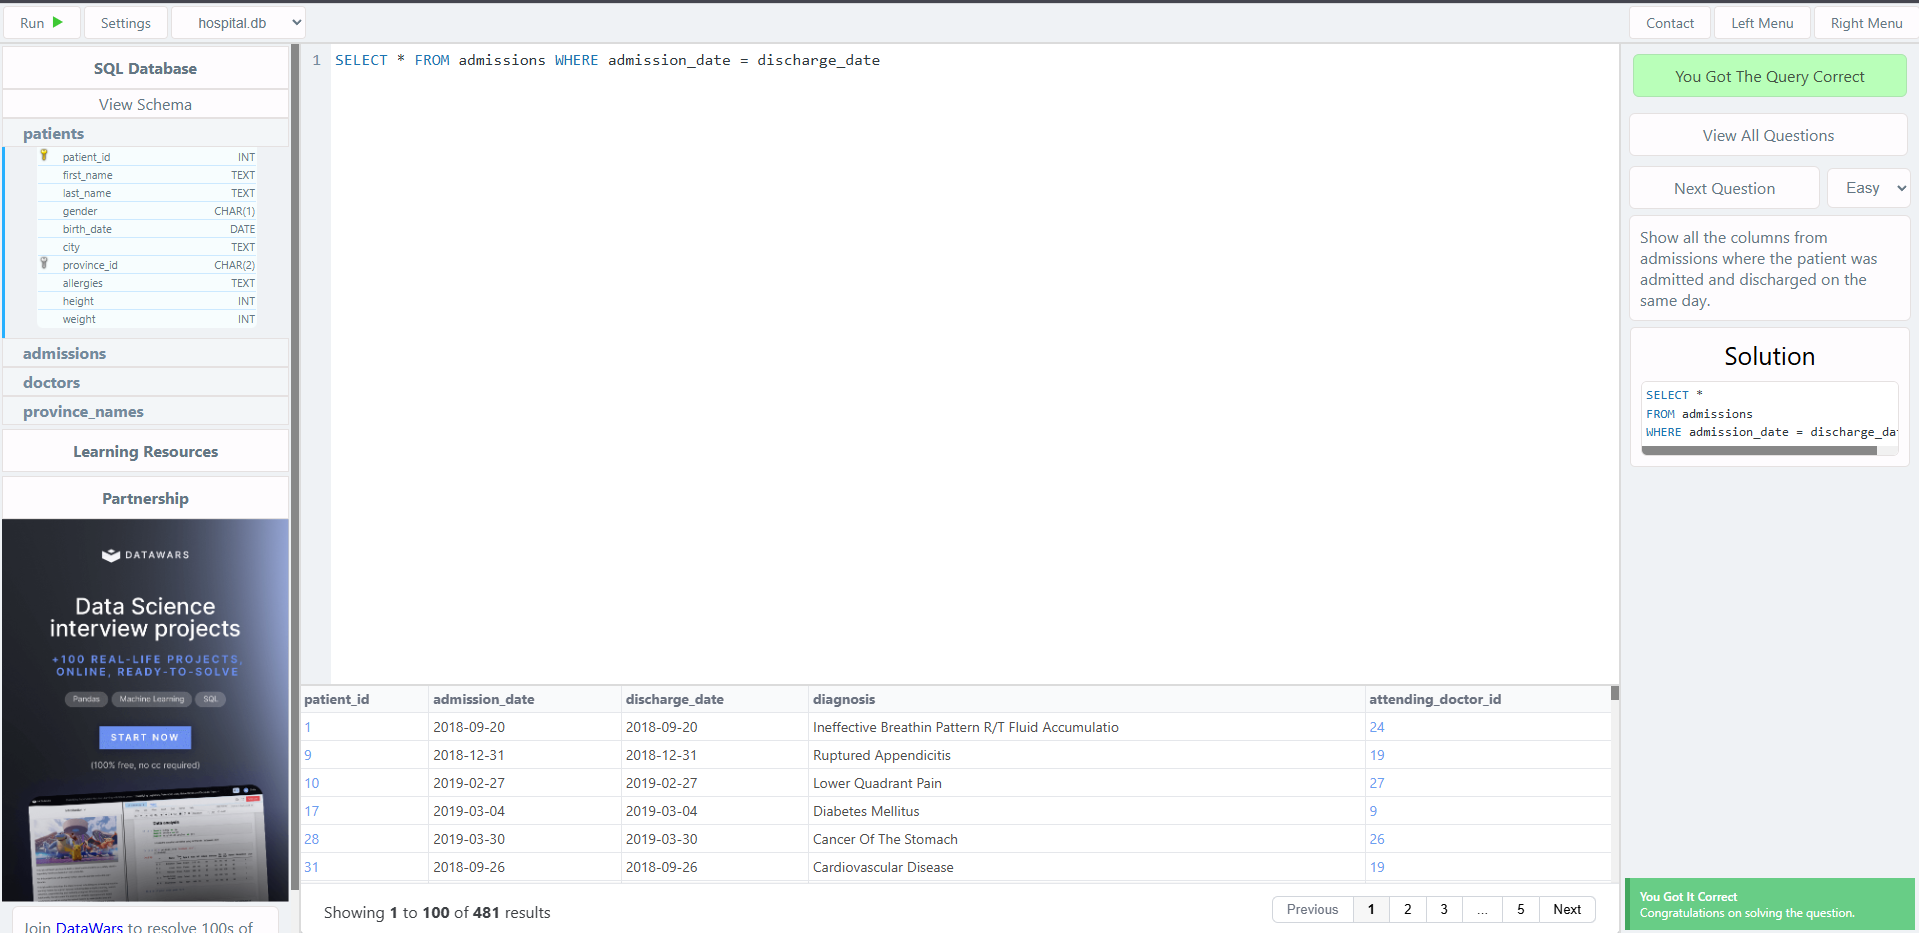 Run
Settings
hospital.db
Contact
Left Menu
Right Menu
SQL Database
View Schema
patients
patient_id INT
first_name TEXT
last_name TEXT
gender CHAR(1)
birth_date DATE
city TEXT
province_id CHAR(2)
allergies TEXT
height INT
weight INT
admissions
doctors
province_names
Learning Resources
Partnership
DATAWARS
Data Science
interview projects
+100 REAL-LIFE PROJECTS,
ONLINE, READY-TO-SOLVE
Pandas Machine Learning SQL
START NOW
(100% free, no cc required)
Join DataWars to resolve 100s of
1 SELECT * FROM admissions WHERE admission_date = discharge_date
patient_id admission_date discharge_date diagnosis attending_doctor_id
1 2018-09-20 2018-09-20 Ineffective Breathin Pattern R/T Fluid Accumulatio 24
9 2018-12-31 2018-12-31 Ruptured Appendicitis 19
10 2019-02-27 2019-02-27 Lower Quadrant Pain 27
17 2019-03-04 2019-03-04 Diabetes Mellitus 9
28 2019-03-30 2019-03-30 Cancer Of The Stomach 26
31 2018-09-26 2018-09-26 Cardiovascular Disease 19
Showing 1 to 100 of 481 results
Previous 1 2 3 ... 5 Next
You Got The Query Correct
View All Questions
Next Question
Easy
Show all the columns from
admissions where the patient was
admitted and discharged on the
same day.
Solution
SELECT *
FROM admissions
WHERE admission_date = discharge_da
You Got It Correct
Congratulations on solving the question.